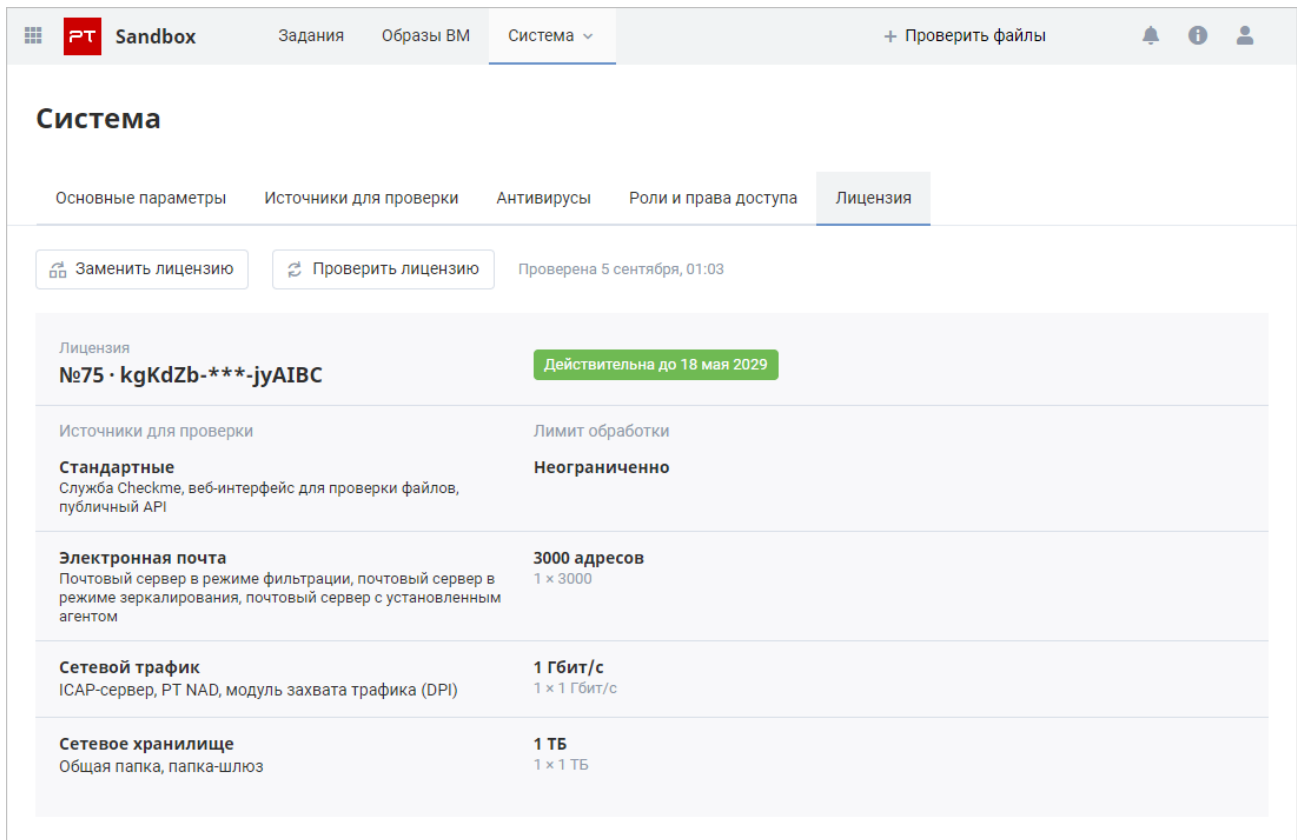 PT Sandbox Задания Образы ВМ Система + Проверить файлы
Система
Основные параметры Источники для проверки Антивирусы Роли и права доступа Лицензия
Заменить лицензию Проверить лицензию Проверена 5 сентября, 01:03
Лицензия
№75 · kgKdZb-***-jyAIBC Действительна до 18 мая 2029
Источники для проверки Лимит обработки
Стандартные Неограниченно
Служба Checkme, веб-интерфейс для проверки файлов,
публичный API
Электронная почта 3000 адресов
Почтовый сервер в режиме фильтрации, почтовый сервер в 1 × 3000
режиме зеркалирования, почтовый сервер с установленным
агентом
Сетевой трафик 1 Гбит/с
ICAP-сервер, PT NAD, модуль захвата трафика (DPI) 1 × 1 Гбит/с
Сетевое хранилище 1 ТБ
Общая папка, папка-шлюз 1 × 1 ТБ